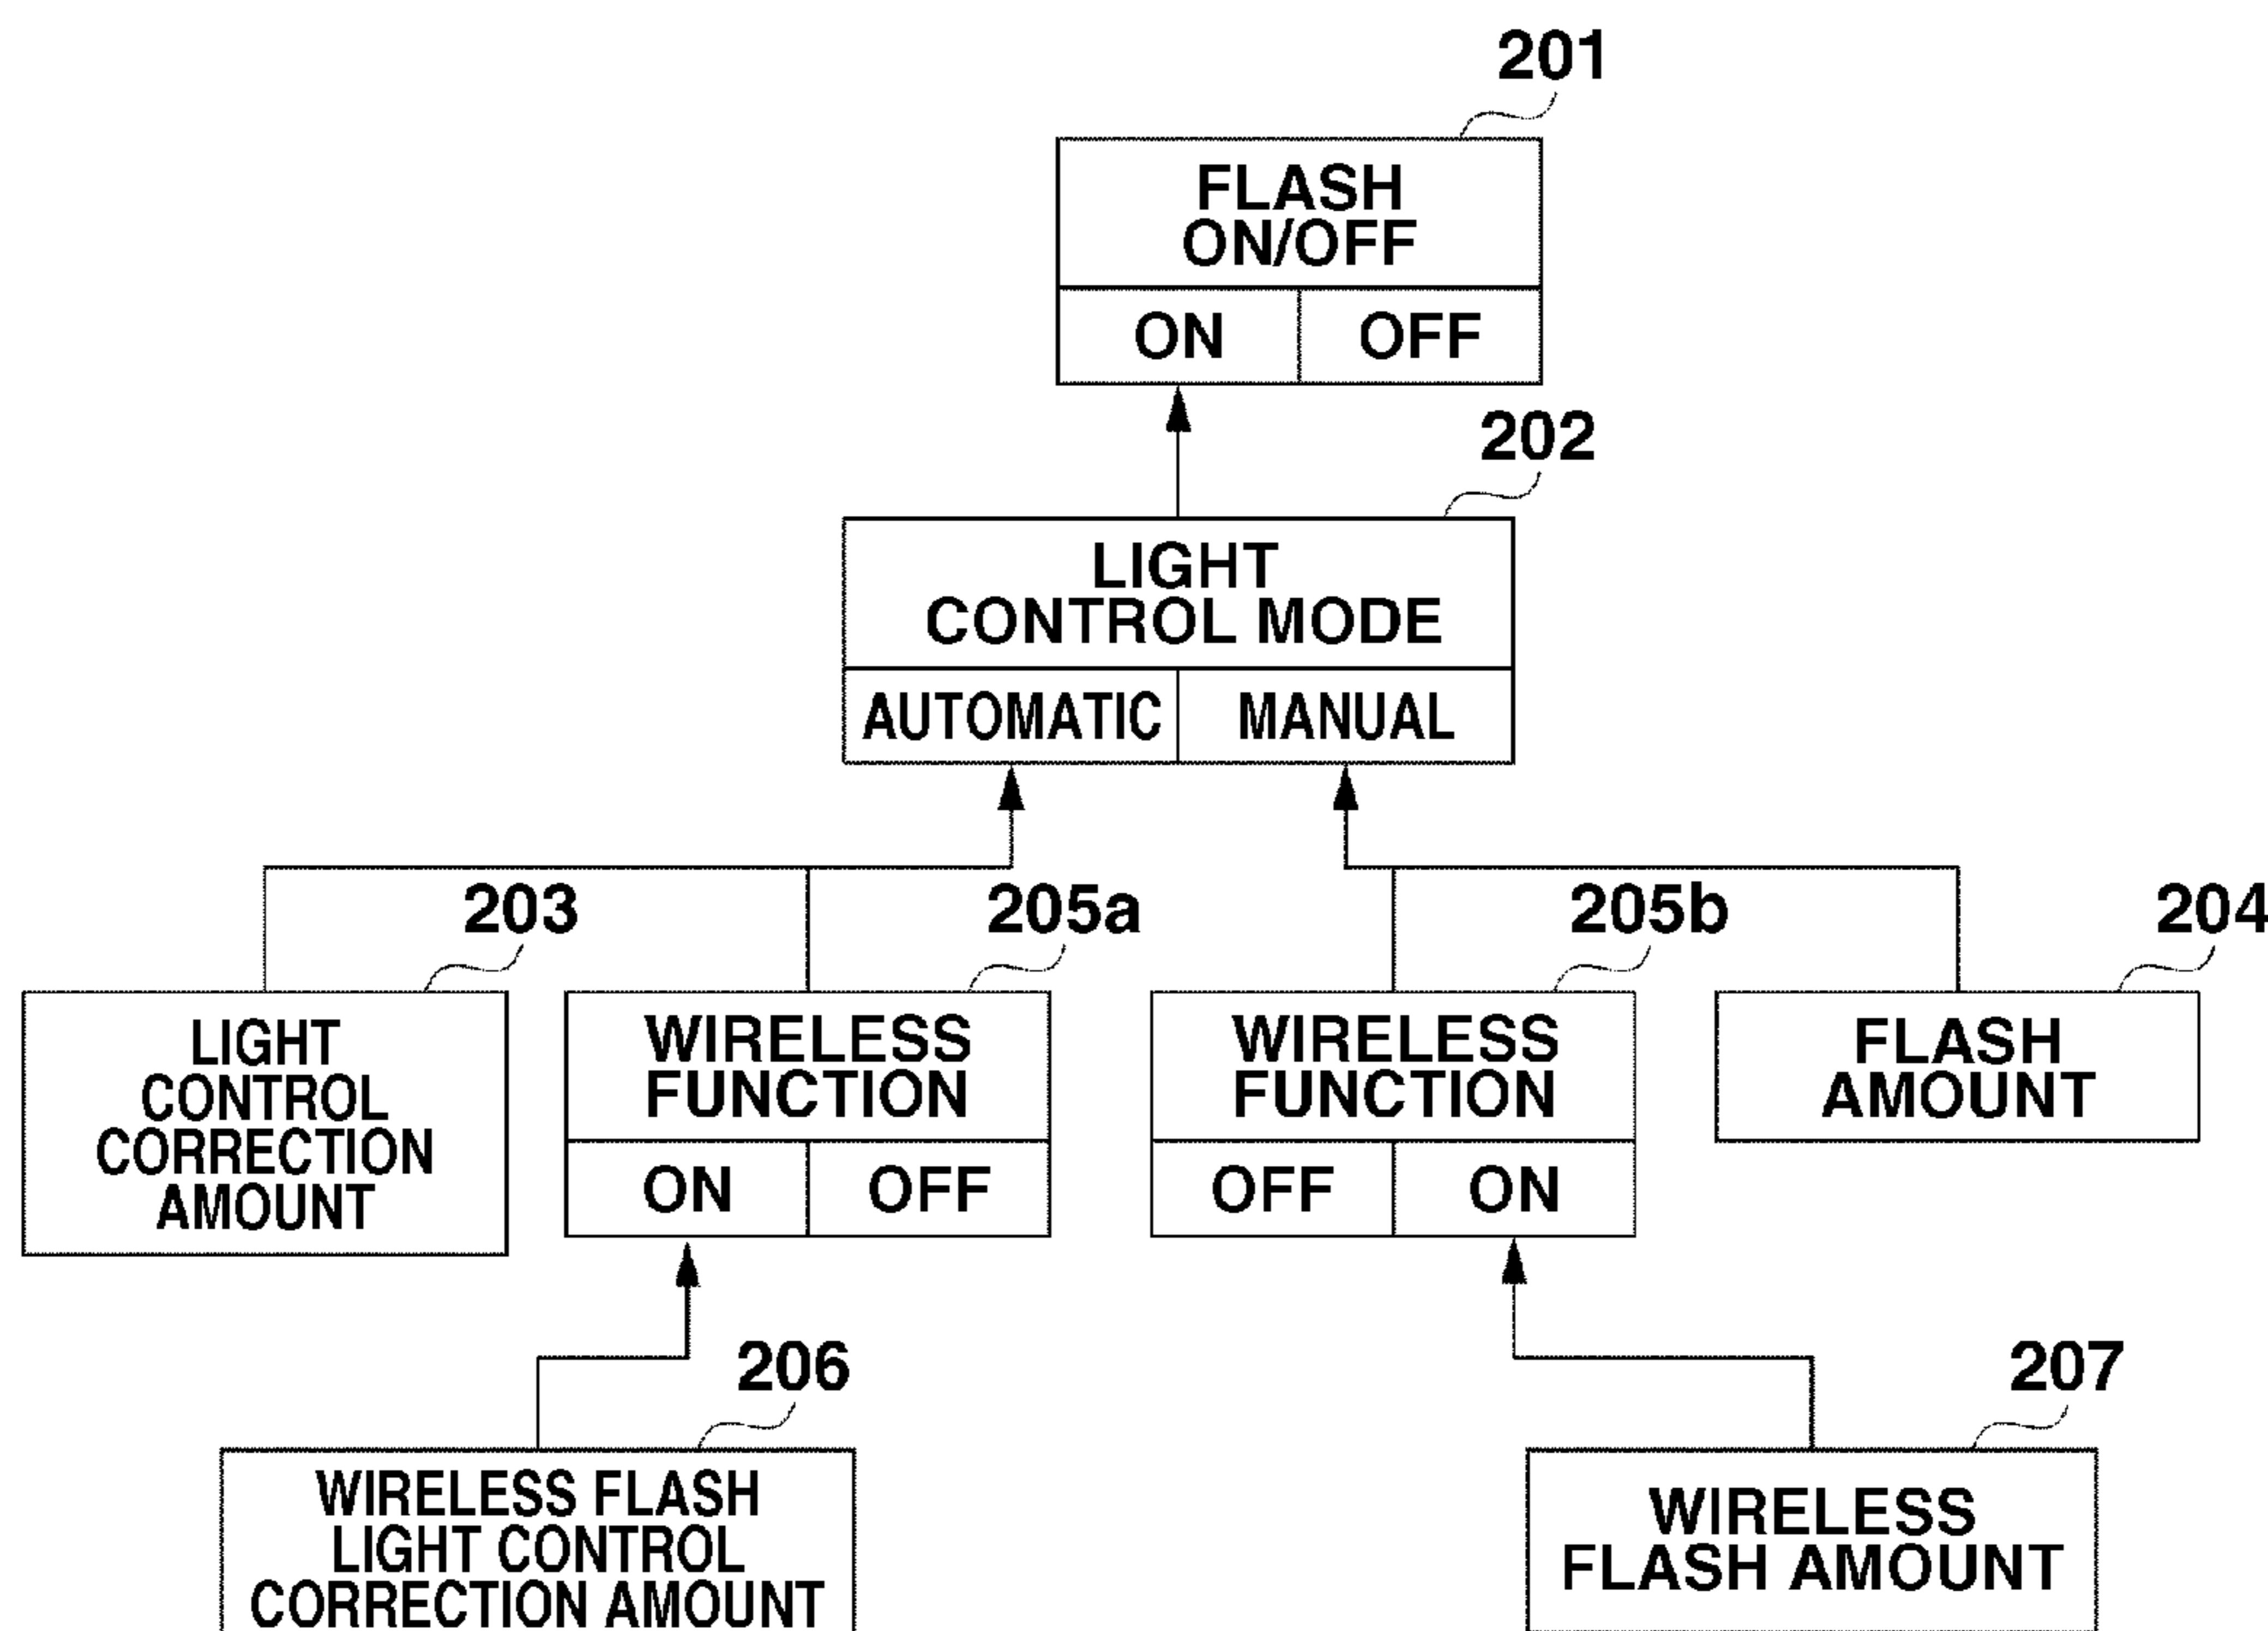 201
FLASH
ON/OFF
ON OFF
202
LIGHT
CONTROL MODE
AUTOMATIC MANUAL
203
LIGHT
CONTROL
CORRECTION
AMOUNT
205a
WIRELESS
FUNCTION
ON OFF
205b
WIRELESS
FUNCTION
OFF ON
204
FLASH
AMOUNT
206
WIRELESS FLASH
LIGHT CONTROL
CORRECTION AMOUNT
207
WIRELESS
FLASH AMOUNT